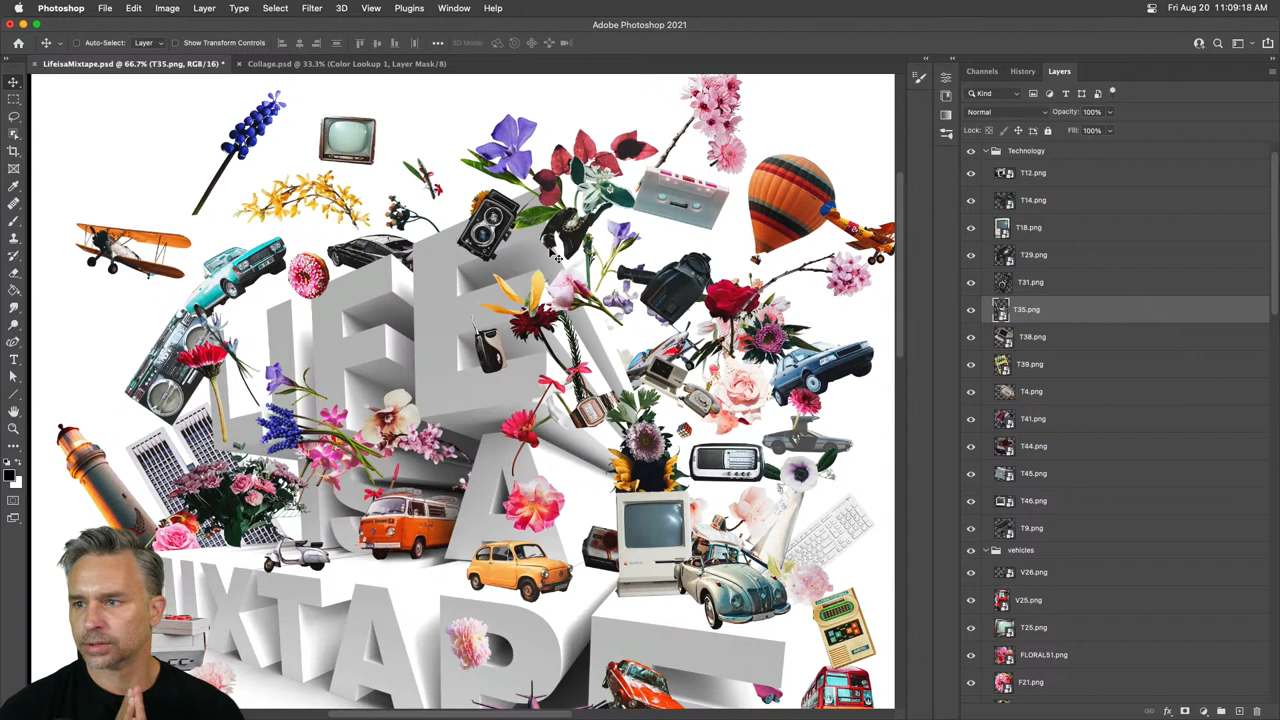 Photoshop File Edit Image Layer Type Select Filter 3D View Plugins Window Help
Fri Aug 20 11:09:18 AM
Adobe Photoshop 2021
Auto-Select: Layer Show Transform Controls 3D Mode:
LifeisaMixtape.psd @ 66.7% (T35.png, RGB/16) *
Collage.psd @ 33.3% (Color Lookup 1, Layer Mask/8)
Channels History Layers
Kind
Normal Opacity: 100%
Lock: Fill: 100%
Technology
T12.png
T14.png
T18.png
T29.png
T31.png
T35.png
T38.png
T39.png
T4.png
T41.png
T44.png
T45.png
T46.png
T9.png
vehicles
V26.png
V25.png
T25.png
FLORAL51.png
F21.png
LIFE
IS A
IXTAPE